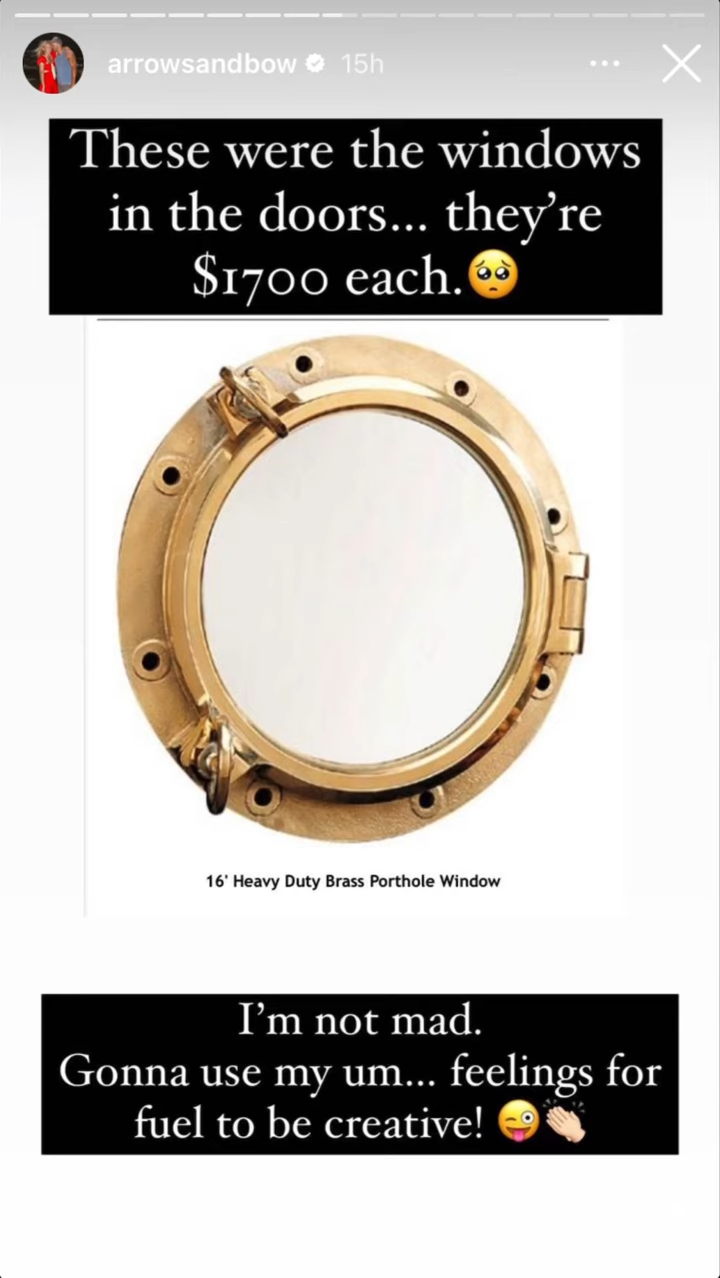 arrowsandbow 15h
These were the windows
in the doors... they’re
$1700 each.🥺
16' Heavy Duty Brass Porthole Window
I’m not mad.
Gonna use my um... feelings for
fuel to be creative! 😜👏🏻